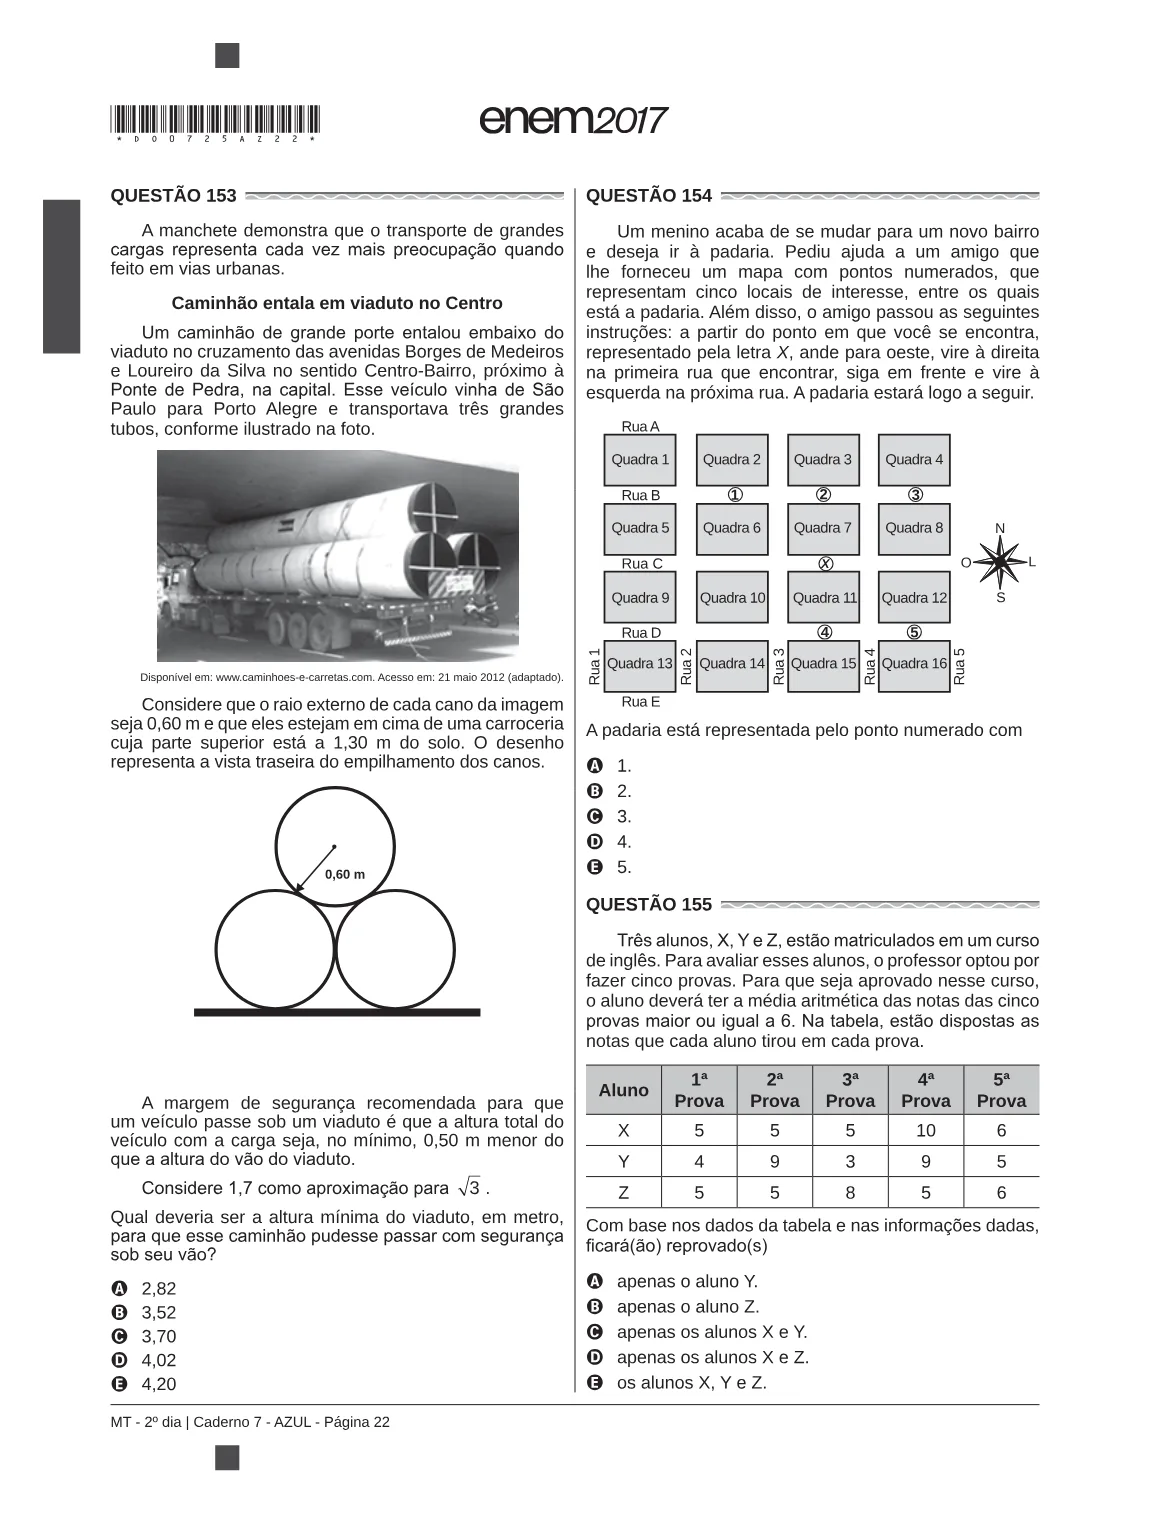 * D 0 0 7 2 5 A Z 2 2 *
enem2017
QUESTÃO 153
A manchete demonstra que o transporte de grandes
cargas representa cada vez mais preocupação quando
feito em vias urbanas.
Caminhão entala em viaduto no Centro
Um caminhão de grande porte entalou embaixo do
viaduto no cruzamento das avenidas Borges de Medeiros
e Loureiro da Silva no sentido Centro-Bairro, próximo à
Ponte de Pedra, na capital. Esse veículo vinha de São
Paulo para Porto Alegre e transportava três grandes
tubos, conforme ilustrado na foto.
Disponível em: www.caminhoes-e-carretas.com. Acesso em: 21 maio 2012 (adaptado).
Considere que o raio externo de cada cano da imagem
seja 0,60 m e que eles estejam em cima de uma carroceria
cuja parte superior está a 1,30 m do solo. O desenho
representa a vista traseira do empilhamento dos canos.
0,60 m
A margem de segurança recomendada para que
um veículo passe sob um viaduto é que a altura total do
veículo com a carga seja, no mínimo, 0,50 m menor do
que a altura do vão do viaduto.
Considere 1,7 como aproximação para √3 .
Qual deveria ser a altura mínima do viaduto, em metro,
para que esse caminhão pudesse passar com segurança
sob seu vão?
A 2,82
B 3,52
C 3,70
D 4,02
E 4,20
QUESTÃO 154
Um menino acaba de se mudar para um novo bairro
e deseja ir à padaria. Pediu ajuda a um amigo que
lhe forneceu um mapa com pontos numerados, que
representam cinco locais de interesse, entre os quais
está a padaria. Além disso, o amigo passou as seguintes
instruções: a partir do ponto em que você se encontra,
representado pela letra X, ande para oeste, vire à direita
na primeira rua que encontrar, siga em frente e vire à
esquerda na próxima rua. A padaria estará logo a seguir.
Rua A
Quadra 1 Quadra 2 Quadra 3 Quadra 4
Rua B 1 2 3
Quadra 5 Quadra 6 Quadra 7 Quadra 8
N
Rua C X O L
Quadra 9 Quadra 10 Quadra 11 Quadra 12
S
Rua D 4 5
Rua 1 Quadra 13 Rua 2 Quadra 14 Rua 3 Quadra 15 Rua 4 Quadra 16 Rua 5
Rua E
A padaria está representada pelo ponto numerado com
A 1.
B 2.
C 3.
D 4.
E 5.
QUESTÃO 155
Três alunos, X, Y e Z, estão matriculados em um curso
de inglês. Para avaliar esses alunos, o professor optou por
fazer cinco provas. Para que seja aprovado nesse curso,
o aluno deverá ter a média aritmética das notas das cinco
provas maior ou igual a 6. Na tabela, estão dispostas as
notas que cada aluno tirou em cada prova.
Aluno 1ª Prova 2ª Prova 3ª Prova 4ª Prova 5ª Prova
X 5 5 5 10 6
Y 4 9 3 9 5
Z 5 5 8 5 6
Com base nos dados da tabela e nas informações dadas,
ficará(ão) reprovado(s)
A apenas o aluno Y.
B apenas o aluno Z.
C apenas os alunos X e Y.
D apenas os alunos X e Z.
E os alunos X, Y e Z.
MT - 2º dia | Caderno 7 - AZUL - Página 22